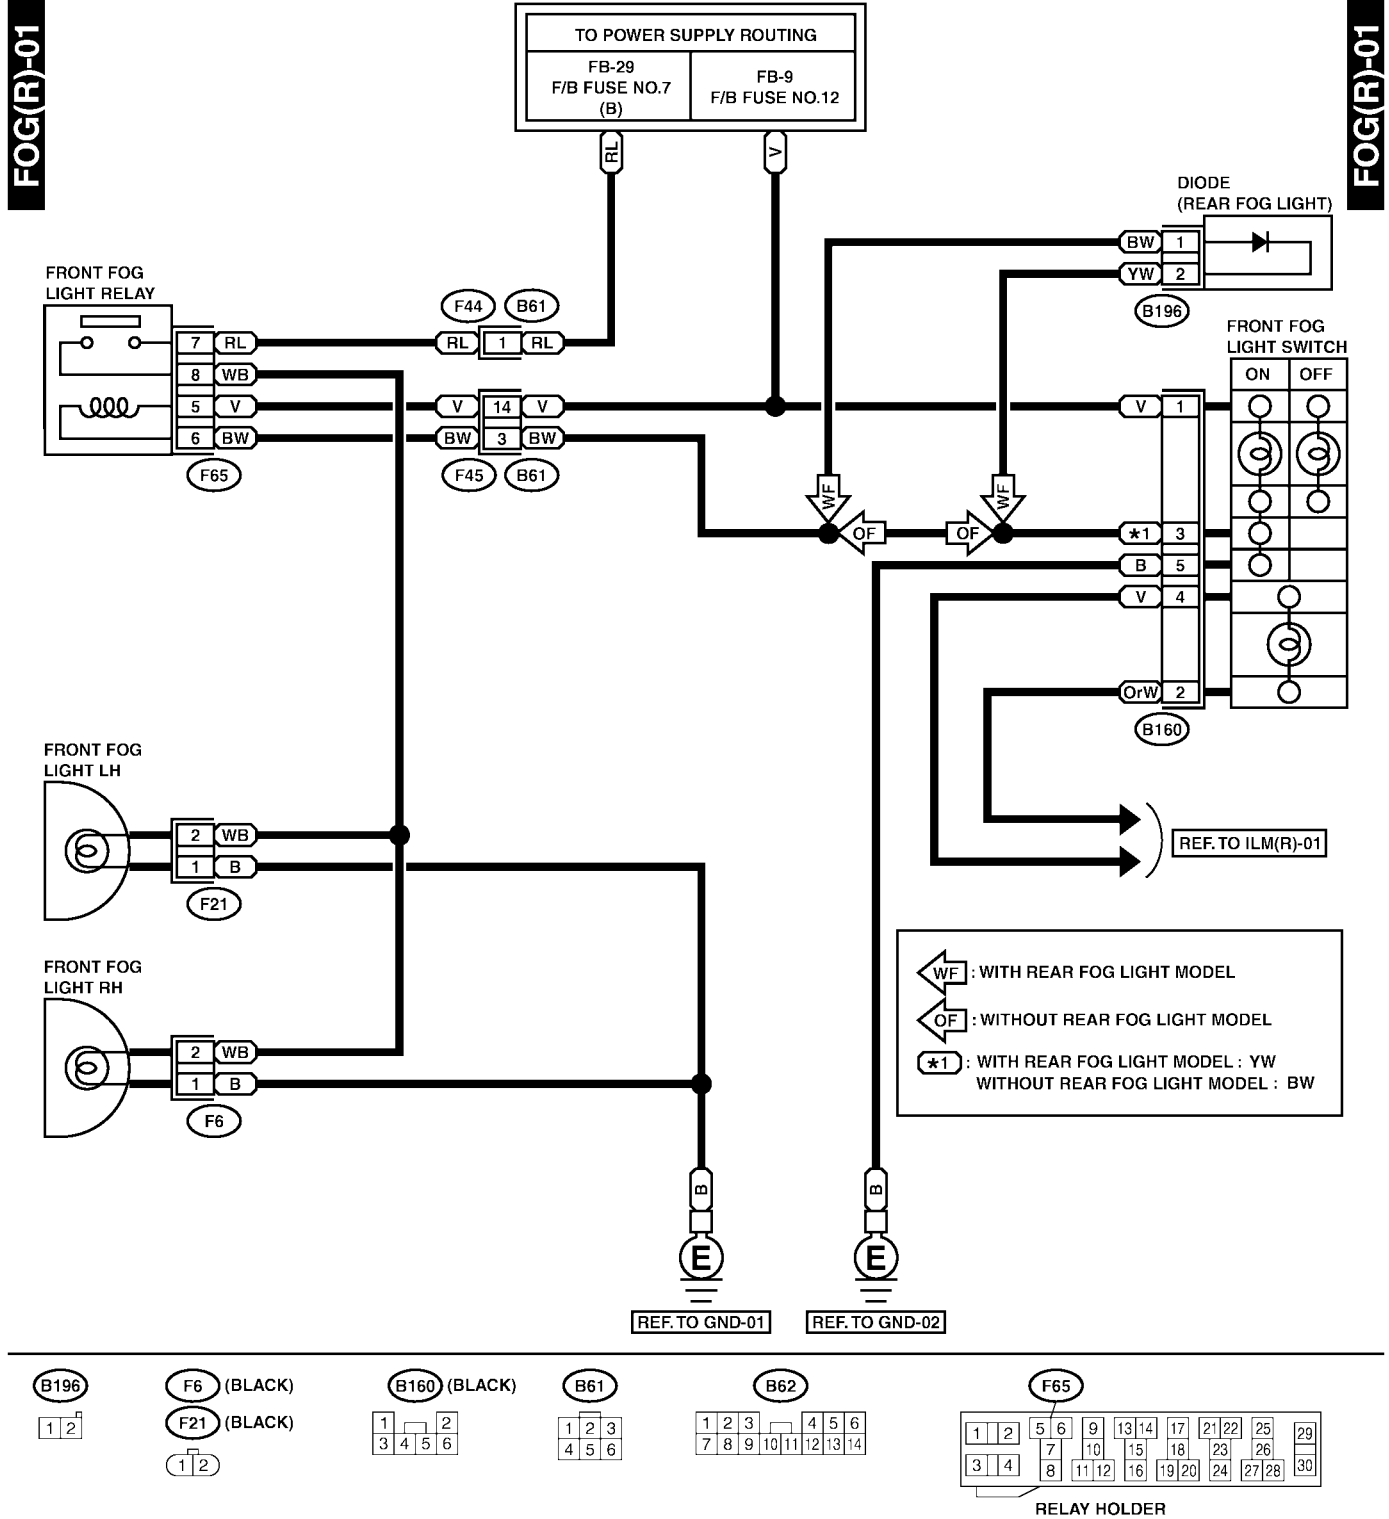 FOG(R)-01
FOG(R)-01
TO POWER SUPPLY ROUTING
FB-29
F/B FUSE NO.7
(B)
FB-9
F/B FUSE NO.12
RL
V
DIODE
(REAR FOG LIGHT)
BW 1
YW 2
B196
FRONT FOG
LIGHT RELAY
7 RL
8 WB
5 V
6 BW
F65
F44 B61
RL 1 RL
V 14 V
BW 3 BW
F45 B61
FRONT FOG
LIGHT SWITCH
ON OFF
V 1
WF
WF
OF
OF
*1 3
B 5
V 4
OrW 2
B160
REF. TO ILM(R)-01
FRONT FOG
LIGHT LH
2 WB
1 B
F21
FRONT FOG
LIGHT RH
2 WB
1 B
F6
WF : WITH REAR FOG LIGHT MODEL
OF : WITHOUT REAR FOG LIGHT MODEL
*1 : WITH REAR FOG LIGHT MODEL : YW
WITHOUT REAR FOG LIGHT MODEL : BW
B
B
E
E
REF. TO GND-01
REF. TO GND-02
B196
1 2
F6 (BLACK)
F21 (BLACK)
1 2
B160 (BLACK)
1 2
3 4 5 6
B61
1 2 3
4 5 6
B62
1 2 3 4 5 6
7 8 9 10 11 12 13 14
F65
1 2 5 6 9 13 14 17 21 22 25 29
7 10 15 18 23 26
3 4 8 11 12 16 19 20 24 27 28 30
RELAY HOLDER